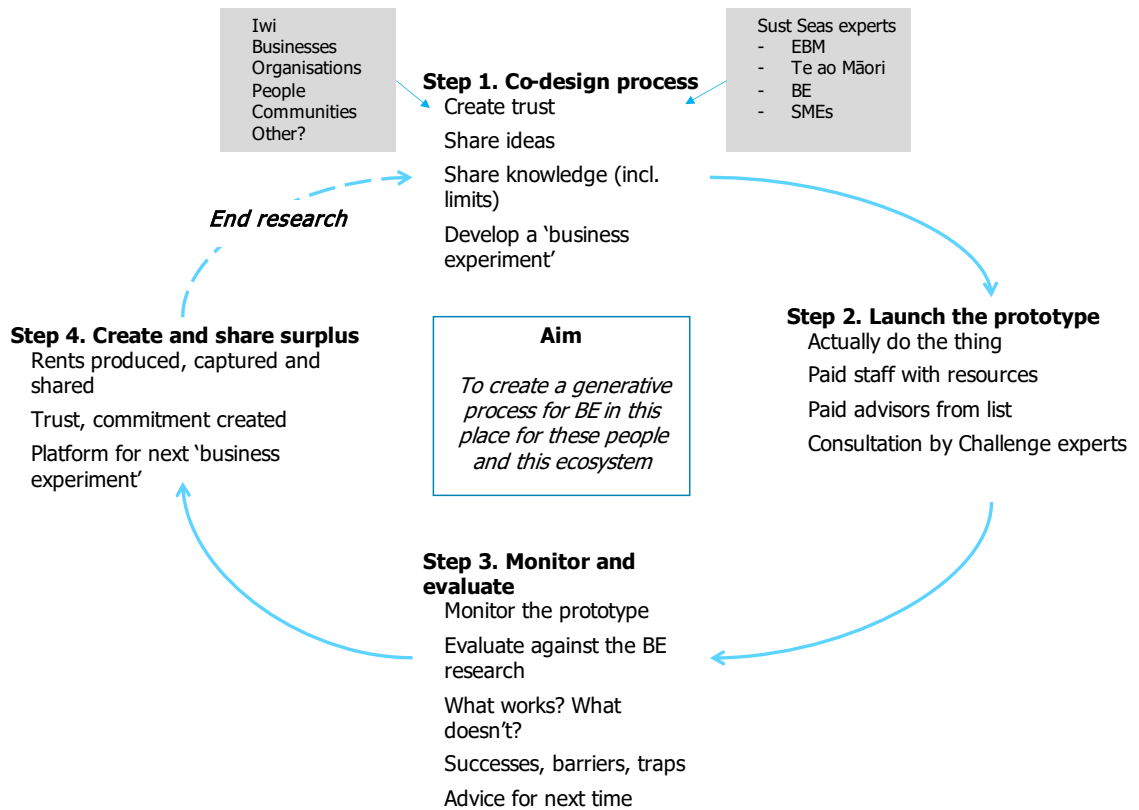 Iwi
Businesses
Organisations
People
Communities
Other?
Sust Seas experts
- EBM
- Te ao Māori
- BE
- SMEs
Step 1. Co-design process
Create trust
Share ideas
Share knowledge (incl.
limits)
Develop a ‘business
experiment’
End research
Step 2. Launch the prototype
Actually do the thing
Paid staff with resources
Paid advisors from list
Consultation by Challenge experts
Aim
To create a generative
process for BE in this
place for these people
and this ecosystem
Step 3. Monitor and
evaluate
Monitor the prototype
Evaluate against the BE
research
What works? What
doesn’t?
Successes, barriers, traps
Advice for next time
Step 4. Create and share surplus
Rents produced, captured and
shared
Trust, commitment created
Platform for next ‘business
experiment’